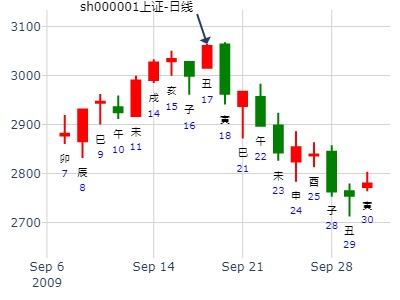 sh000001上证-日线
3100
3000
2900
2800
2700
卯
7
辰
8
巳
9
午
10
未
11
戌
14
亥
15
子
16
丑
17
寅
18
巳
21
午
22
未
23
申
24
酉
25
子
28
丑
29
寅
30
Sep 6
2009
Sep 14
Sep 21
Sep 28